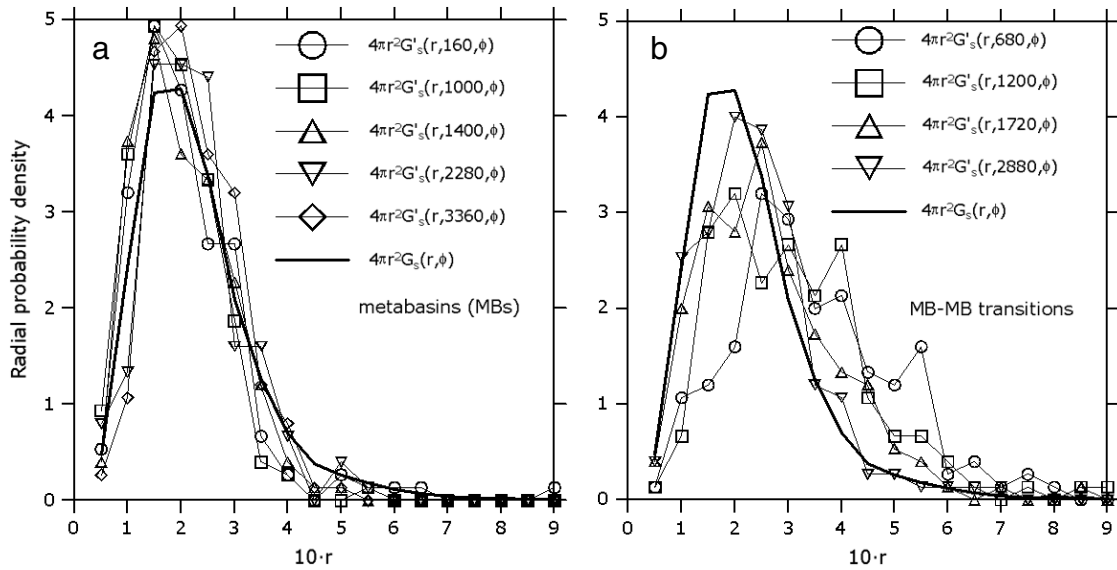 Radial probability density
5
4
3
2
1
0
a
4πr²G'ₛ(r,160,ϕ)
4πr²G'ₛ(r,1000,ϕ)
4πr²G'ₛ(r,1400,ϕ)
4πr²G'ₛ(r,2280,ϕ)
4πr²G'ₛ(r,3360,ϕ)
4πr²Gₛ(r,ϕ)
metabasins (MBs)
0 1 2 3 4 5 6 7 8 9
10·r
5
4
3
2
1
0
b
4πr²G'ₛ(r,680,ϕ)
4πr²G'ₛ(r,1200,ϕ)
4πr²G'ₛ(r,1720,ϕ)
4πr²G'ₛ(r,2880,ϕ)
4πr²Gₛ(r,ϕ)
MB-MB transitions
0 1 2 3 4 5 6 7 8 9
10·r